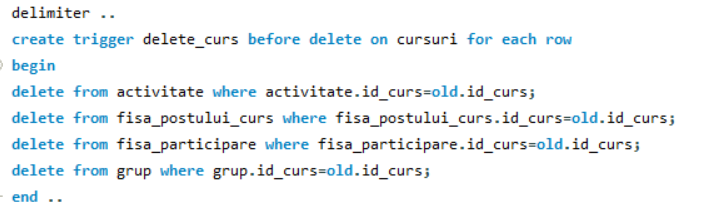 delimiter ..
create trigger delete_curs before delete on cursuri for each row
begin
delete from activitate where activitate.id_curs=old.id_curs;
delete from fisa_postului_curs where fisa_postului_curs.id_curs=old.id_curs;
delete from fisa_participare where fisa_participare.id_curs=old.id_curs;
delete from grup where grup.id_curs=old.id_curs;
end ..